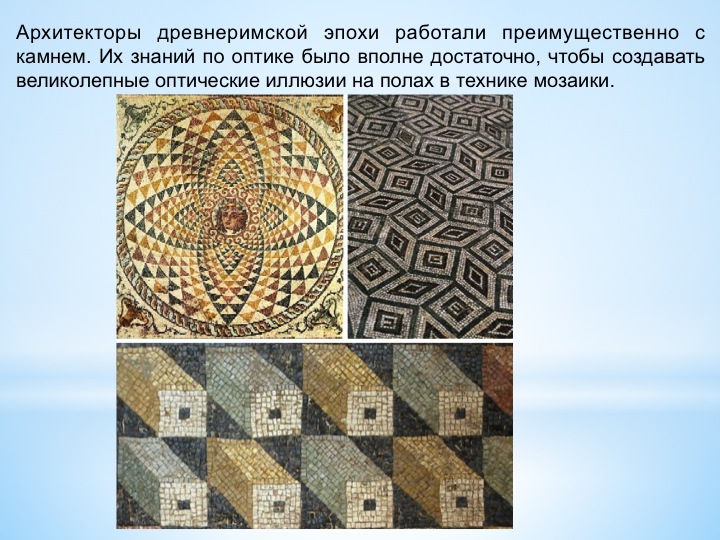 Архитекторы древнеримской эпохи работали преимущественно с
камнем. Их знаний по оптике было вполне достаточно, чтобы создавать
великолепные оптические иллюзии на полах в технике мозаики.